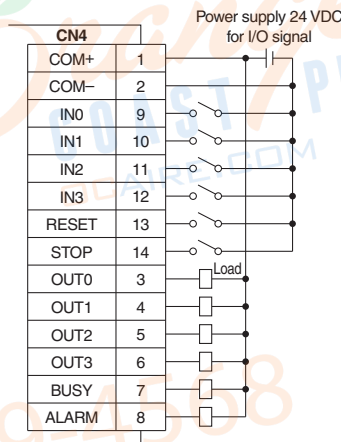 Power supply 24 VDC
for I/O signal
CN4
COM+ 1
COM– 2
IN0 9
IN1 10
IN2 11
IN3 12
RESET 13
STOP 14
OUT0 3
Load
OUT1 4
OUT2 5
OUT3 6
BUSY 7
ALARM 8
COAST